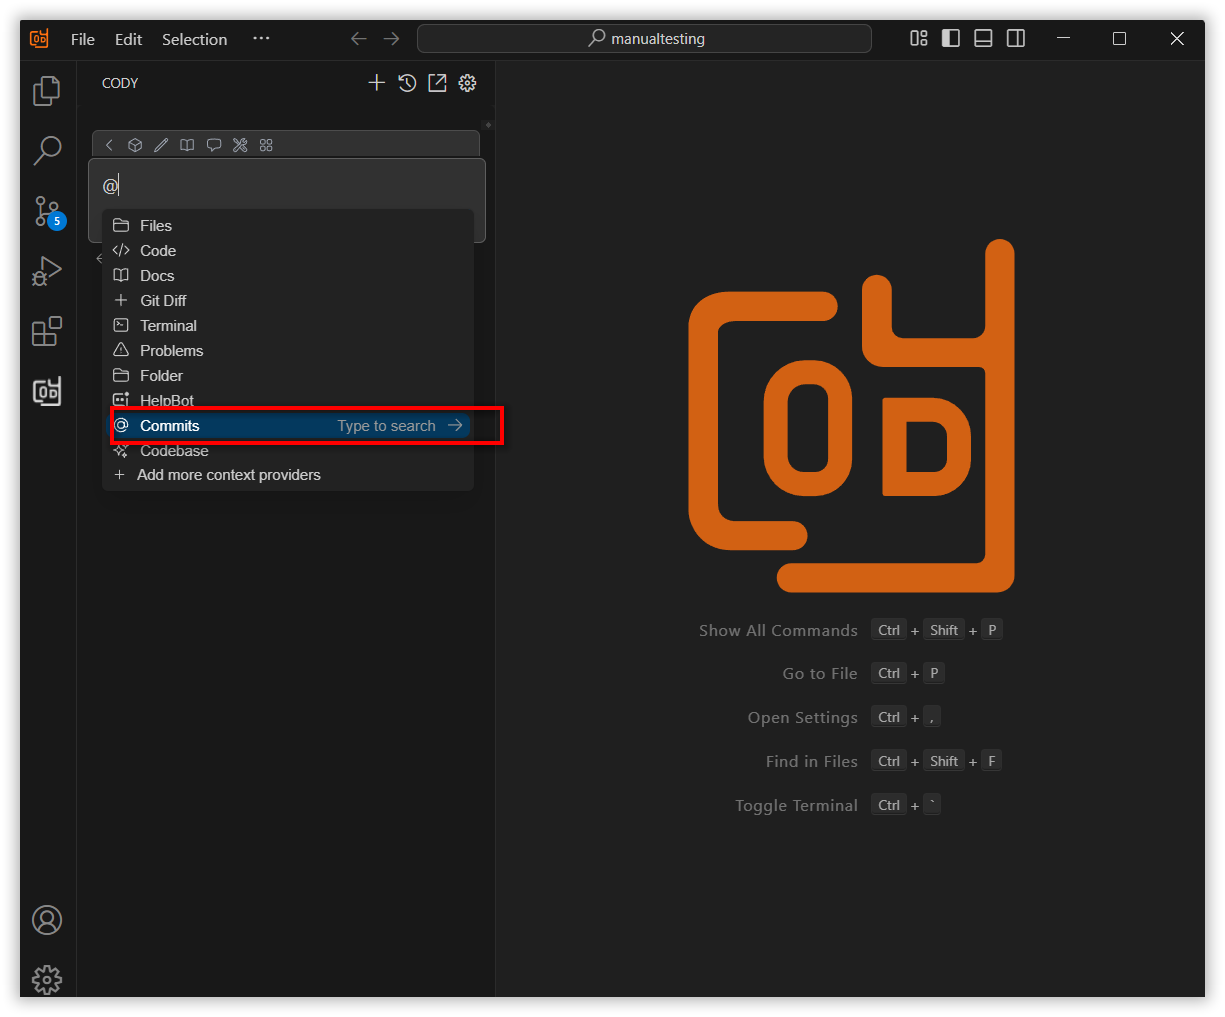 File Edit Selection ··· manualtesting
CODY
@
5
Files
Code
Docs
Git Diff
Terminal
Problems
Folder
HelpBot
Commits Type to search
Codebase
Add more context providers
OD
Show All Commands Ctrl + Shift + P
Go to File Ctrl + P
Open Settings Ctrl + ,
Find in Files Ctrl + Shift + F
Toggle Terminal Ctrl + `